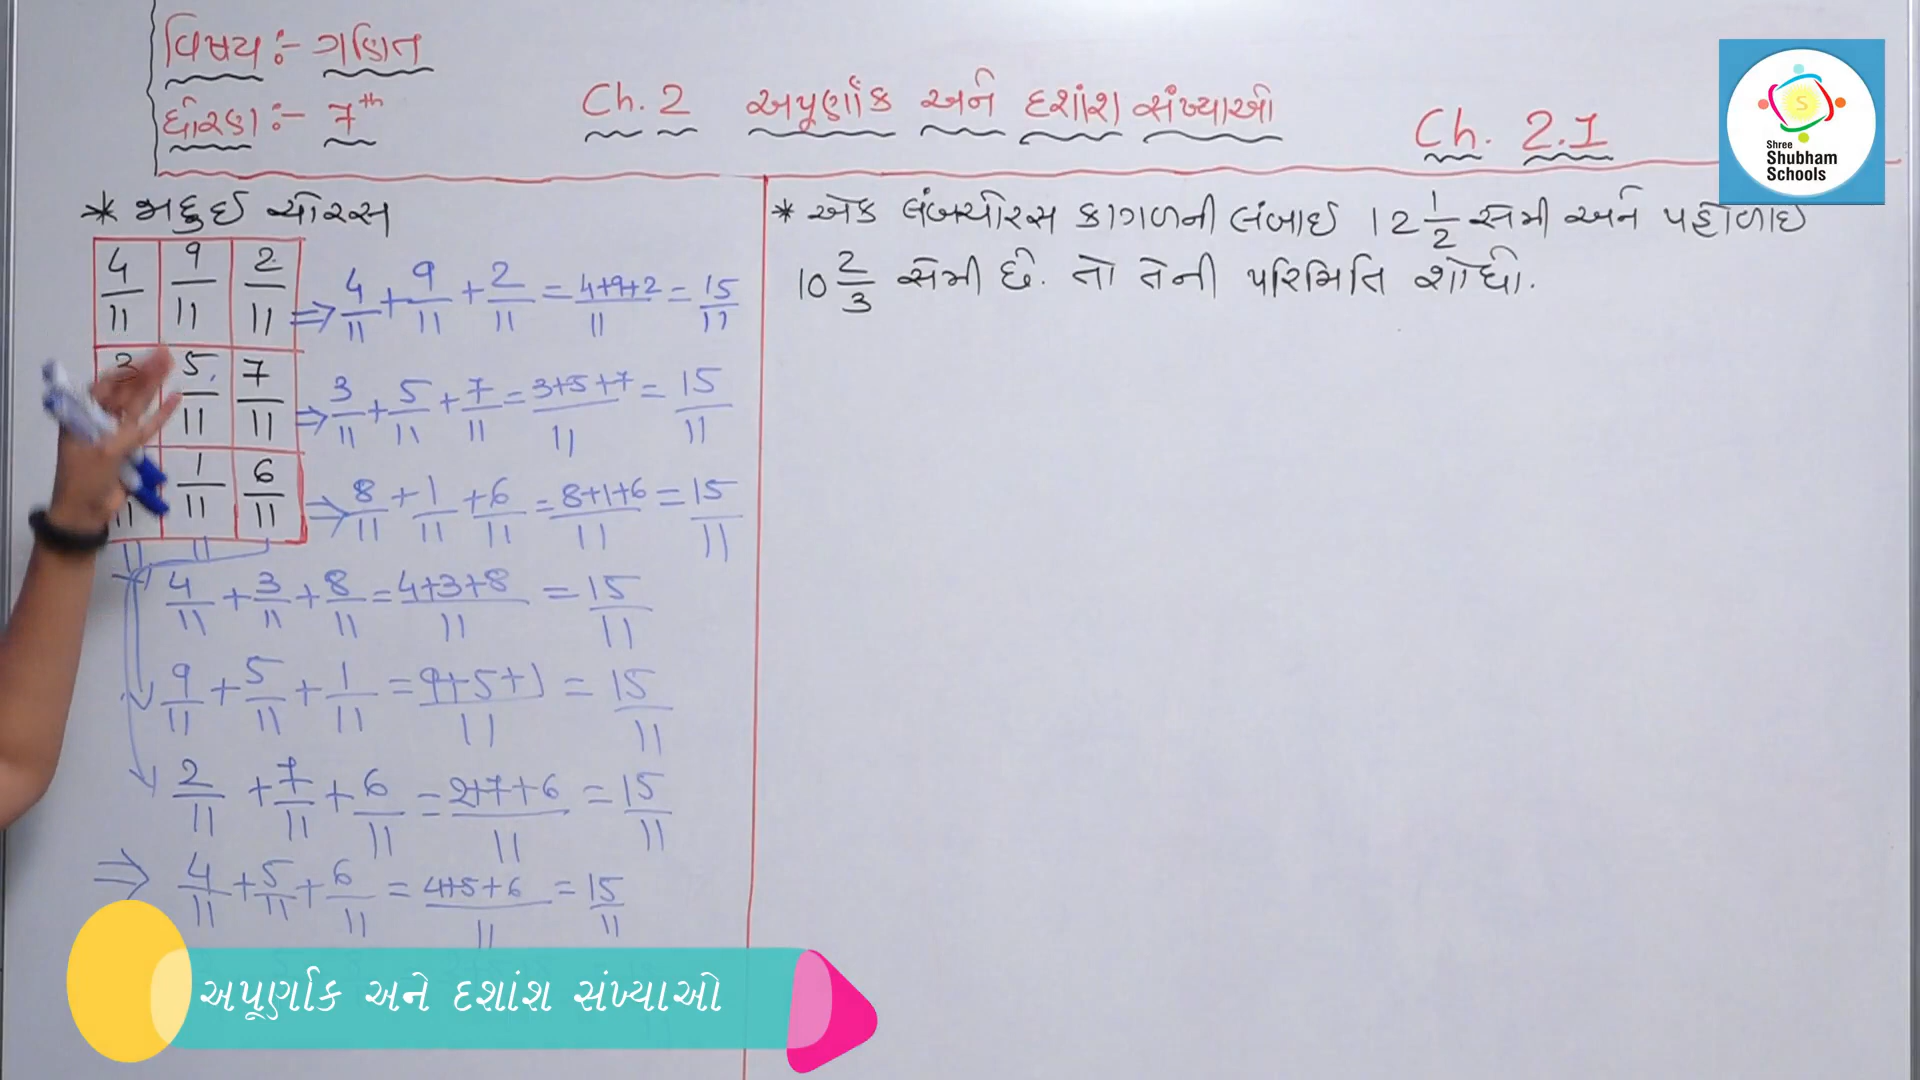 વિષય :- ગણિત
ધોરણ :- 7th
Ch. 2 અપૂર્ણાંક અને દશાંશ સંખ્યાઓ
Ch. 2.1
Shree
Shubham
Schools
* જાદુઈ ચોરસ
4/11 9/11 2/11 ⇒ 4/11 + 9/11 + 2/11 = 4+9+2/11 = 15/11
3 5/11 7/11 ⇒ 3/11 + 5/11 + 7/11 = 3+5+7/11 = 15/11
11 1/11 6/11 ⇒ 8/11 + 1/11 + 6/11 = 8+1+6/11 = 15/11
4/11 + 3/11 + 8/11 = 4+3+8/11 = 15/11
9/11 + 5/11 + 1/11 = 9+5+1/11 = 15/11
2/11 + 7/11 + 6/11 = 2+7+6/11 = 15/11
⇒ 4/11 + 5/11 + 6/11 = 4+5+6/11 = 15/11
* એક લંબચોરસ કાગળની લંબાઈ 12 1/2 સેમી અને પહોળાઈ
10 2/3 સેમી છે. તો તેની પરિમિતિ શોધો.
અપૂર્ણાક અને દશાંશ સંખ્યાઓ